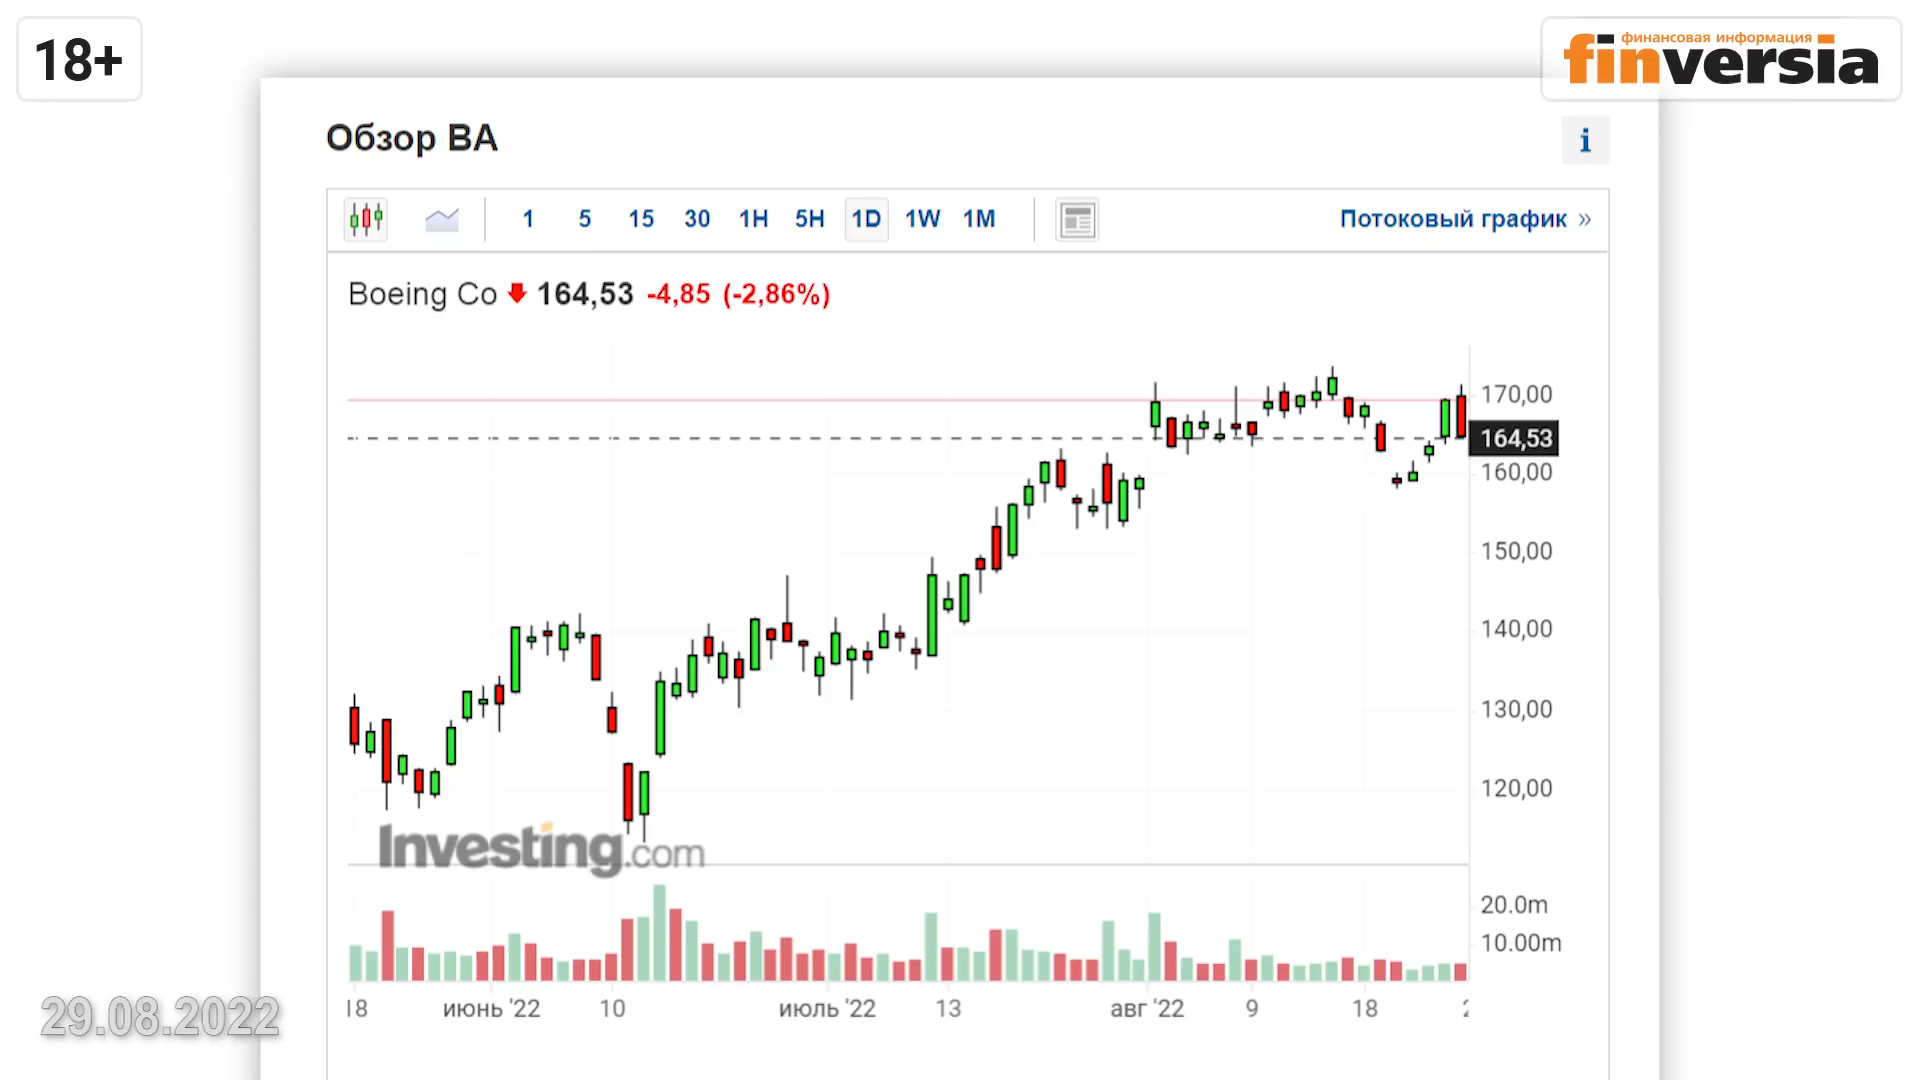 18+
финансовая информация
finversia
Обзор BA
i
1 5 15 30 1H 5H 1D 1W 1M
Потоковый график »
Boeing Co 164,53 -4,85 (-2,86%)
170,00
164,53
160,00
150,00
140,00
130,00
120,00
Investing.com
20.0m
10.00m
18 июнь '22 10 июль '22 13 авг '22 9 18
29.08.2022